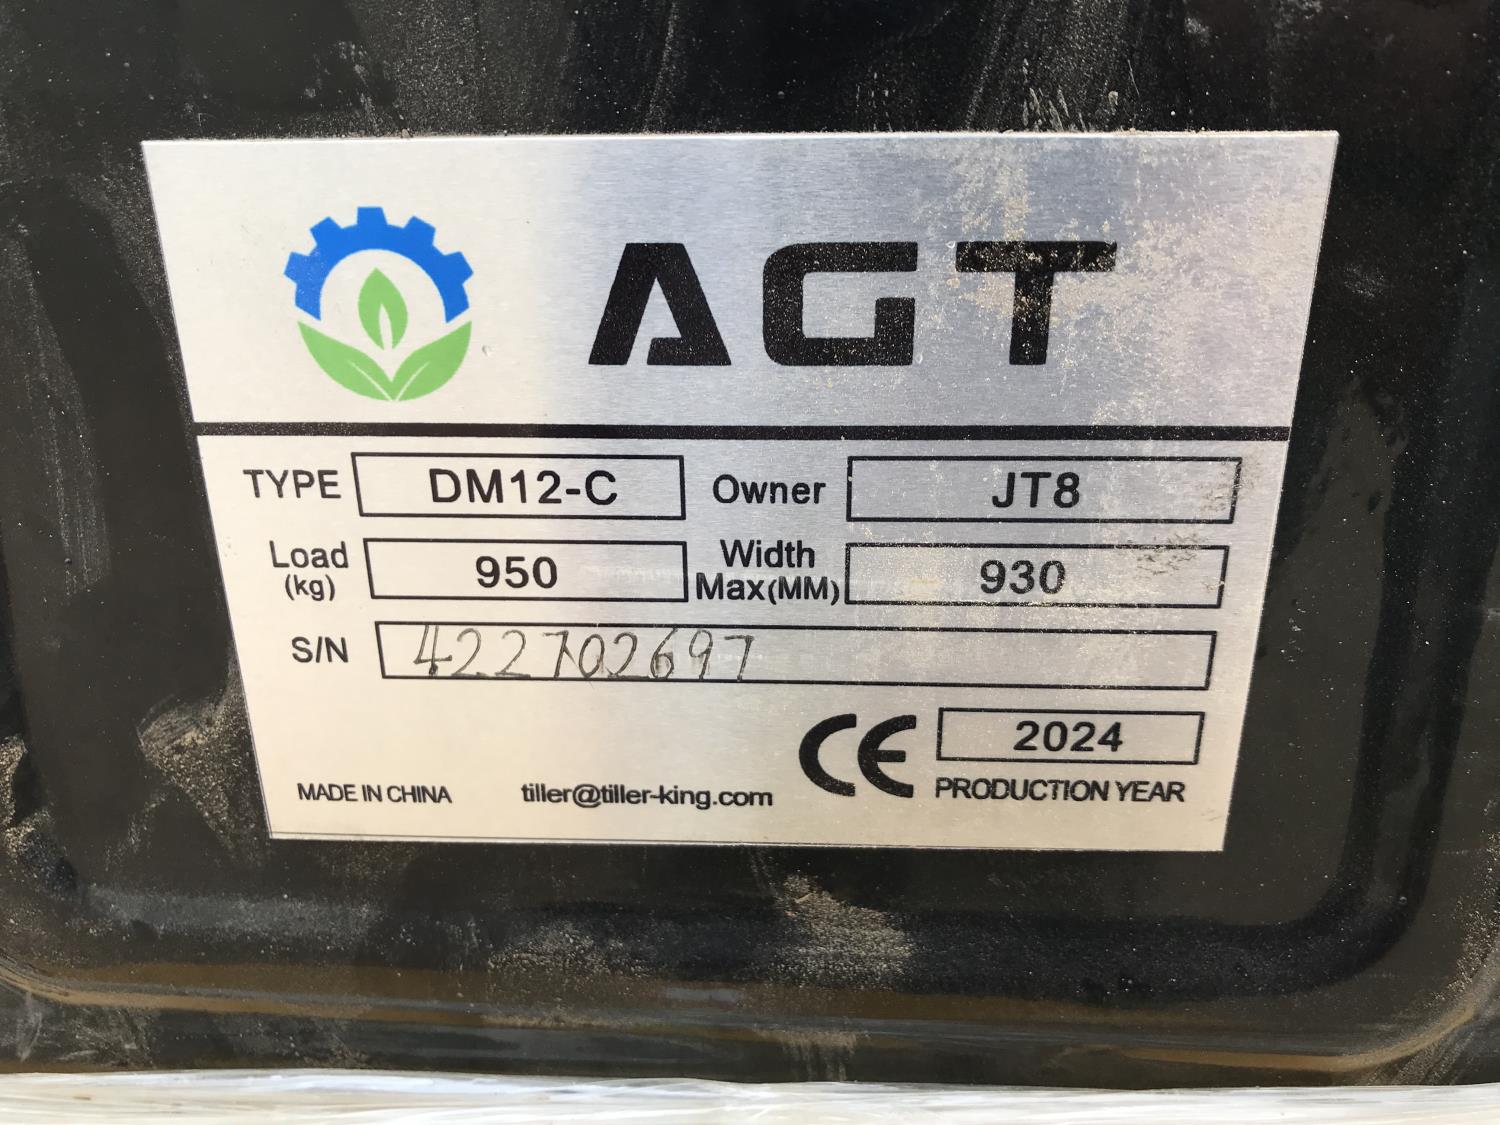 AGT
TYPE DM12-C Owner JT8
Load (kg) 950 Width Max(MM) 930
S/N 422702697
CE 2024
MADE IN CHINA tiller@tiller-king.com PRODUCTION YEAR